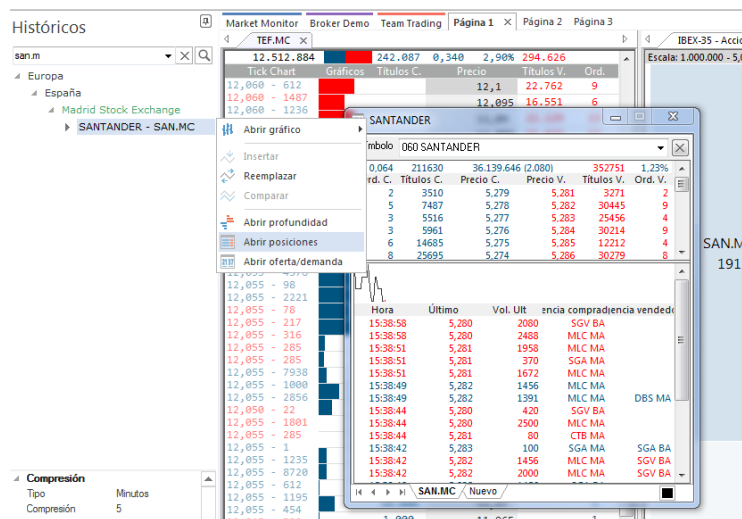 Históricos
san.m
Europa
España
Madrid Stock Exchange
SANTANDER - SAN.MC
Abrir gráfico
Insertar
Reemplazar
Comparar
Abrir profundidad
Abrir posiciones
Abrir oferta/demanda
Compresión
Tipo Minutos
Compresión 5
Market Monitor Broker Demo Team Trading Página 1 Página 2 Página 3
TEF.MC
12.512.884 242.087 0,340 2,90% 294.626
Tick Chart Gráficos Títulos C. Precio Títulos V. Ord.
12,060 - 612 12,1 22.762 9
12,060 - 1487 12,095 16.551 6
12,060 - 1236
12,055 - 98
12,055 - 2221
12,055 - 78
12,055 - 217
12,055 - 316
12,055 - 285
12,055 - 285
12,055 - 7938
12,055 - 1000
12,055 - 2856
12,050 - 22
12,055 - 1801
12,055 - 285
12,055 - 1
12,055 - 1235
12,055 - 8720
12,055 - 612
12,055 - 1195
12,055 - 454
SANTANDER
060 SANTANDER
0,064 211630 36.139.646 (2.080) 352751 1,23%
Ord. C. Títulos C. Precio C. Precio V. Títulos V. Ord. V.
2 3510 5,279 5,281 3271 2
5 7487 5,278 5,282 30445 9
3 5516 5,277 5,283 25456 4
3 5961 5,276 5,284 30214 9
6 14685 5,275 5,285 12212 4
8 25695 5,274 5,286 30279 8
Hora Último Vol. Ult encia comprad encia vended
15:38:58 5,280 2080 SGV BA
15:38:58 5,280 2488 MLC MA
15:38:51 5,281 1958 MLC MA
15:38:51 5,281 370 SGA MA
15:38:51 5,281 1672 MLC MA
15:38:49 5,282 1456 MLC MA
15:38:49 5,282 1391 MLC MA DBS MA
15:38:44 5,280 420 SGV BA
15:38:44 5,280 2500 MLC MA
15:38:44 5,281 80 CTB MA
15:38:42 5,283 100 SGA MA SGA BA
15:38:42 5,282 1456 MLC MA SGV BA
15:38:42 5,282 2000 MLC MA SGV BA
SAN.MC Nuevo
IBEX-35 - Accio
Escala: 1.000.000 - 5,0
SAN.M
191